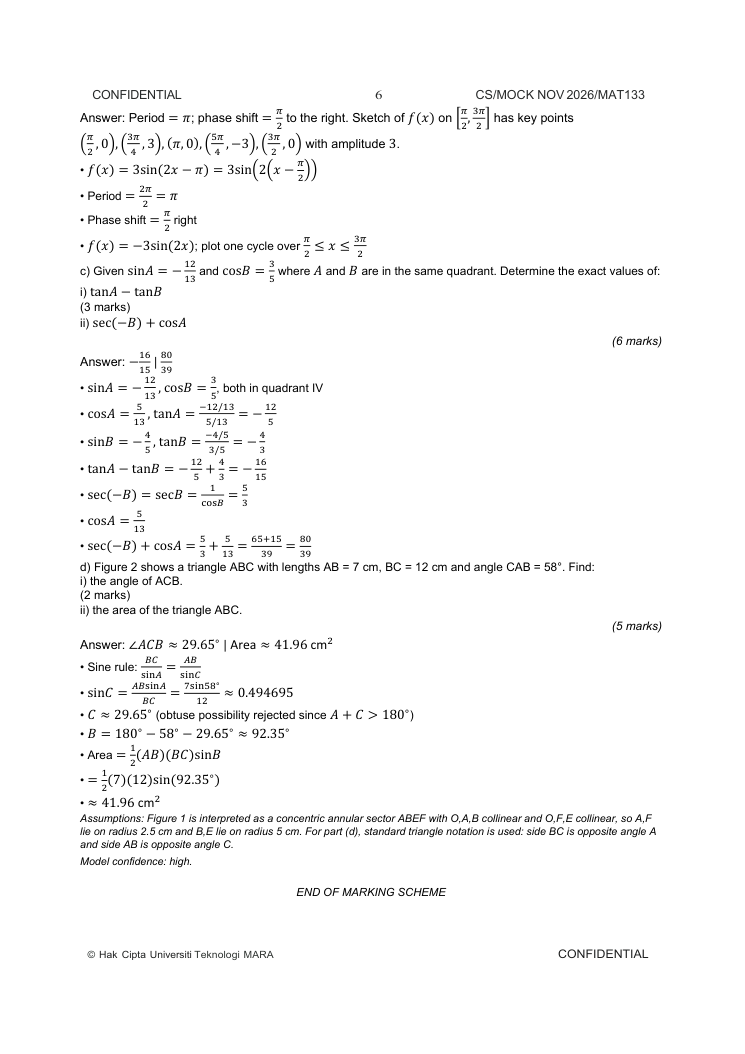 CONFIDENTIAL 6 CS/MOCK NOV 2026/MAT133
Answer: Period = π; phase shift = π/2 to the right. Sketch of f(x) on [π/2, 3π/2] has key points
(π/2, 0), (3π/4, 3), (π, 0), (5π/4, −3), (3π/2, 0) with amplitude 3.
• f(x) = 3sin(2x − π) = 3sin(2(x − π/2))
• Period = 2π/2 = π
• Phase shift = π/2 right
• f(x) = −3sin(2x); plot one cycle over π/2 ≤ x ≤ 3π/2
c) Given sinA = −12/13 and cosB = 3/5 where A and B are in the same quadrant. Determine the exact values of:
i) tanA − tanB
(3 marks)
ii) sec(−B) + cosA
(6 marks)
Answer: −16/15 | 80/39
• sinA = −12/13, cosB = 3/5, both in quadrant IV
• cosA = 5/13, tanA = (−12/13)/(5/13) = −12/5
• sinB = −4/5, tanB = (−4/5)/(3/5) = −4/3
• tanA − tanB = −12/5 + 4/3 = −16/15
• sec(−B) = secB = 1/cosB = 5/3
• cosA = 5/13
• sec(−B) + cosA = 5/3 + 5/13 = (65+15)/39 = 80/39
d) Figure 2 shows a triangle ABC with lengths AB = 7 cm, BC = 12 cm and angle CAB = 58°. Find:
i) the angle of ACB.
(2 marks)
ii) the area of the triangle ABC.
(5 marks)
Answer: ∠ACB ≈ 29.65° | Area ≈ 41.96 cm²
• Sine rule: BC/sinA = AB/sinC
• sinC = ABsinA/BC = 7sin58°/12 ≈ 0.494695
• C ≈ 29.65° (obtuse possibility rejected since A + C > 180°)
• B = 180° − 58° − 29.65° ≈ 92.35°
• Area = 1/2(AB)(BC)sinB
• = 1/2(7)(12)sin(92.35°)
• ≈ 41.96 cm²
Assumptions: Figure 1 is interpreted as a concentric annular sector ABEF with O,A,B collinear and O,F,E collinear, so A,F
lie on radius 2.5 cm and B,E lie on radius 5 cm. For part (d), standard triangle notation is used: side BC is opposite angle A
and side AB is opposite angle C.
Model confidence: high.
END OF MARKING SCHEME
© Hak Cipta Universiti Teknologi MARA CONFIDENTIAL